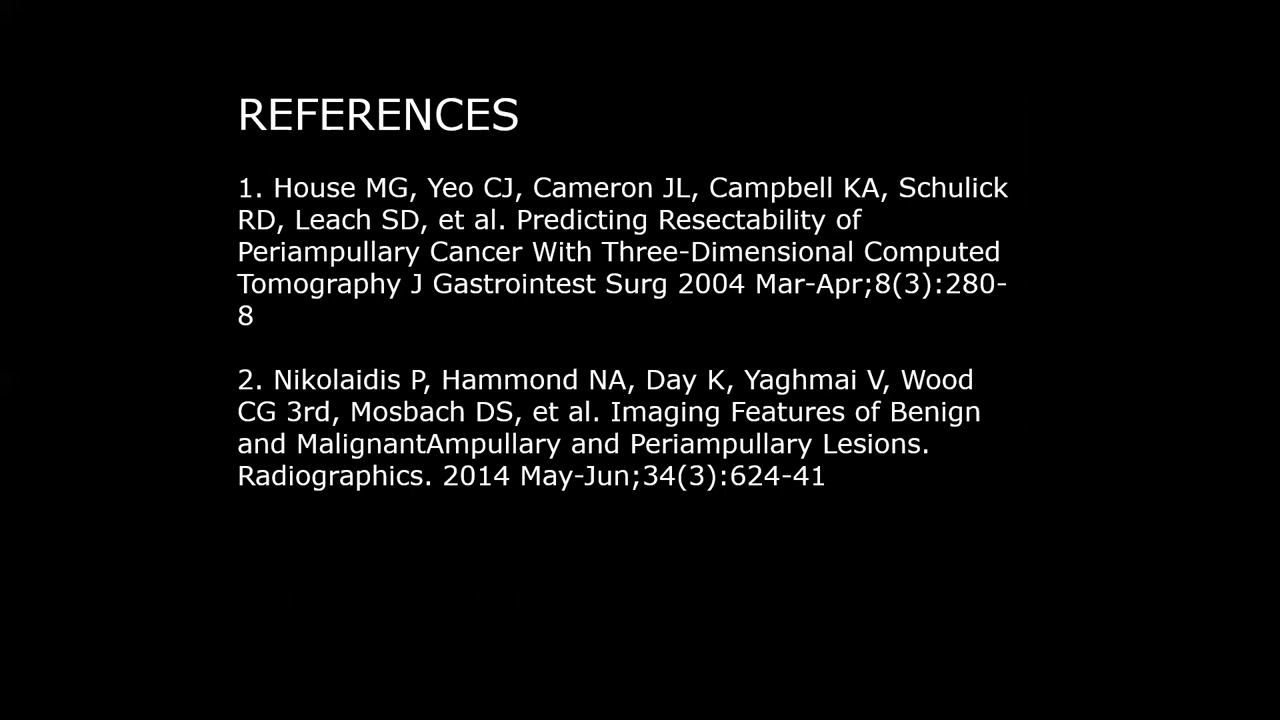 REFERENCES
1. House MG, Yeo CJ, Cameron JL, Campbell KA, Schulick
RD, Leach SD, et al. Predicting Resectability of
Periampullary Cancer With Three-Dimensional Computed
Tomography J Gastrointest Surg 2004 Mar-Apr;8(3):280-
8
2. Nikolaidis P, Hammond NA, Day K, Yaghmai V, Wood
CG 3rd, Mosbach DS, et al. Imaging Features of Benign
and MalignantAmpullary and Periampullary Lesions.
Radiographics. 2014 May-Jun;34(3):624-41